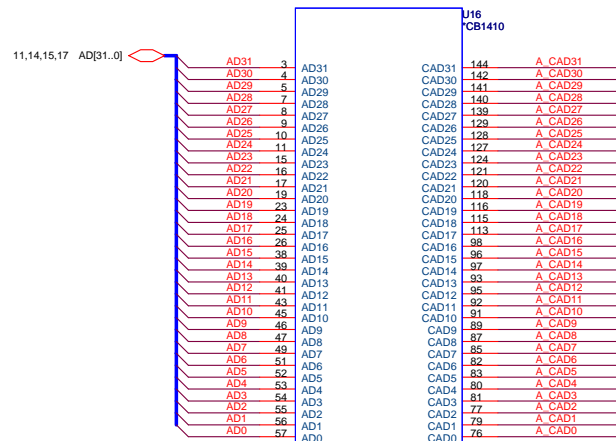 U16
*CB1410
11,14,15,17 AD[31..0]
AD31 3 AD31 CAD31 144 A_CAD31
AD30 4 AD30 CAD30 142 A_CAD30
AD29 5 AD29 CAD29 141 A_CAD29
AD28 7 AD28 CAD28 140 A_CAD28
AD27 8 AD27 CAD27 139 A_CAD27
AD26 9 AD26 CAD26 129 A_CAD26
AD25 10 AD25 CAD25 128 A_CAD25
AD24 11 AD24 CAD24 127 A_CAD24
AD23 15 AD23 CAD23 124 A_CAD23
AD22 16 AD22 CAD22 121 A_CAD22
AD21 17 AD21 CAD21 120 A_CAD21
AD20 19 AD20 CAD20 118 A_CAD20
AD19 23 AD19 CAD19 116 A_CAD19
AD18 24 AD18 CAD18 115 A_CAD18
AD17 25 AD17 CAD17 113 A_CAD17
AD16 26 AD16 CAD16 98 A_CAD16
AD15 38 AD15 CAD15 96 A_CAD15
AD14 39 AD14 CAD14 97 A_CAD14
AD13 40 AD13 CAD13 93 A_CAD13
AD12 41 AD12 CAD12 95 A_CAD12
AD11 43 AD11 CAD11 92 A_CAD11
AD10 45 AD10 CAD10 91 A_CAD10
AD9 46 AD9 CAD9 89 A_CAD9
AD8 47 AD8 CAD8 87 A_CAD8
AD7 49 AD7 CAD7 85 A_CAD7
AD6 51 AD6 CAD6 82 A_CAD6
AD5 52 AD5 CAD5 83 A_CAD5
AD4 53 AD4 CAD4 80 A_CAD4
AD3 54 AD3 CAD3 81 A_CAD3
AD2 55 AD2 CAD2 77 A_CAD2
AD1 56 AD1 CAD1 79 A_CAD1
AD0 57 AD0 CAD0 76 A_CAD0